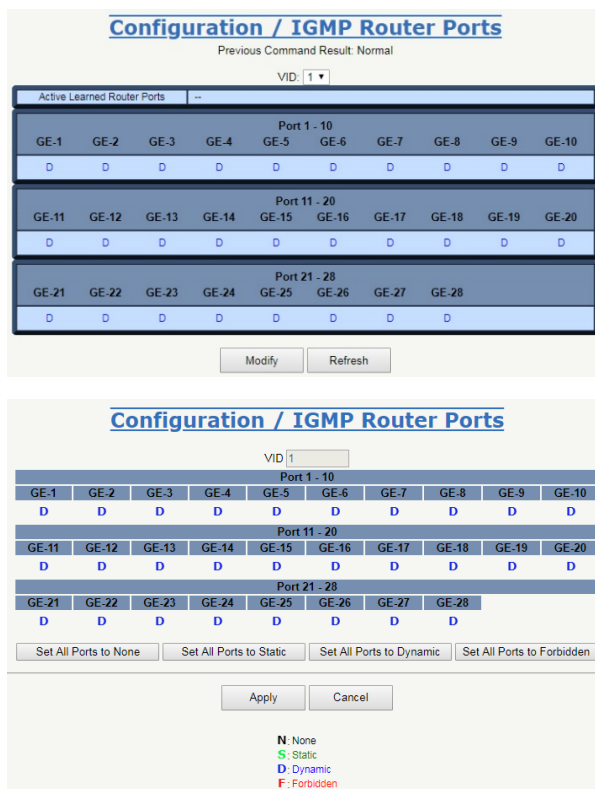 Configuration / IGMP Router Ports
Previous Command Result: Normal
VID: 1
Active Learned Router Ports --
Port 1 - 10
GE-1 GE-2 GE-3 GE-4 GE-5 GE-6 GE-7 GE-8 GE-9 GE-10
D D D D D D D D D D
Port 11 - 20
GE-11 GE-12 GE-13 GE-14 GE-15 GE-16 GE-17 GE-18 GE-19 GE-20
D D D D D D D D D D
Port 21 - 28
GE-21 GE-22 GE-23 GE-24 GE-25 GE-26 GE-27 GE-28
D D D D D D D D
Modify Refresh
Configuration / IGMP Router Ports
VID 1
Port 1 - 10
GE-1 GE-2 GE-3 GE-4 GE-5 GE-6 GE-7 GE-8 GE-9 GE-10
D D D D D D D D D D
Port 11 - 20
GE-11 GE-12 GE-13 GE-14 GE-15 GE-16 GE-17 GE-18 GE-19 GE-20
D D D D D D D D D D
Port 21 - 28
GE-21 GE-22 GE-23 GE-24 GE-25 GE-26 GE-27 GE-28
D D D D D D D D
Set All Ports to None Set All Ports to Static Set All Ports to Dynamic Set All Ports to Forbidden
Apply Cancel
N: None
S: Static
D: Dynamic
F: Forbidden